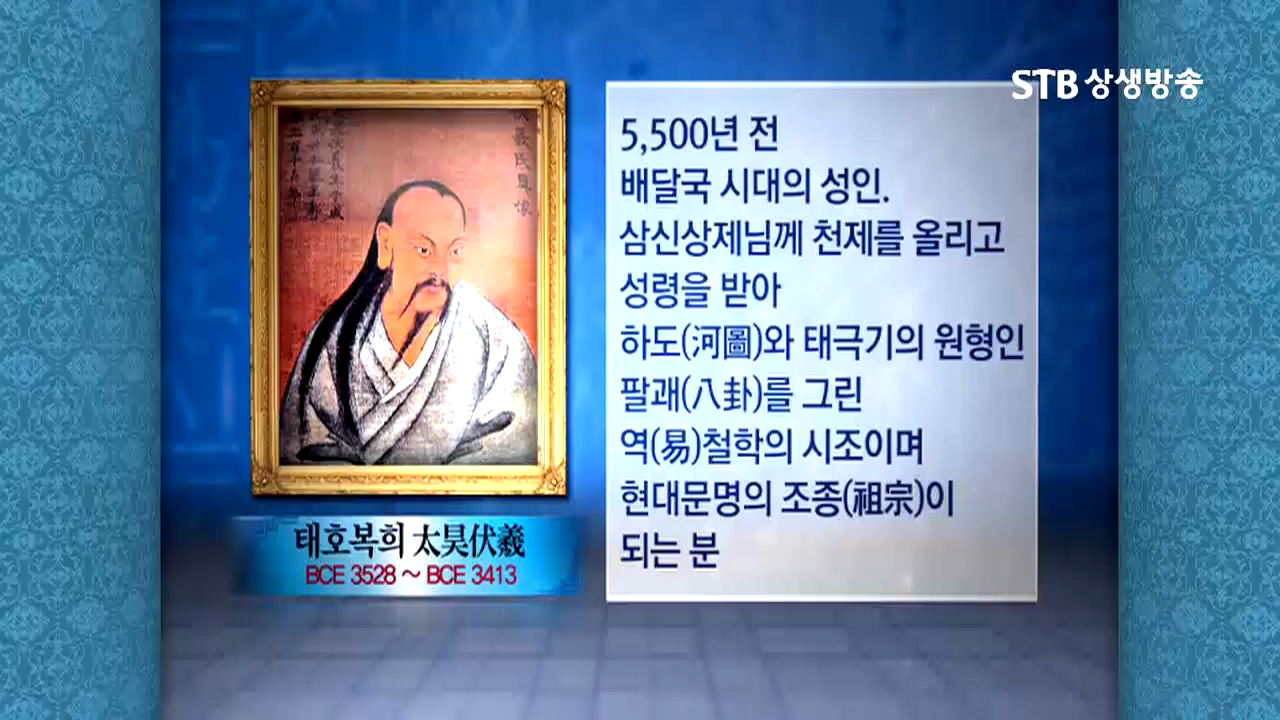 STB 상생방송
5,500년 전
배달국 시대의 성인.
삼신상제님께 천제를 올리고
성령을 받아
하도(河圖)와 태극기의 원형인
팔괘(八卦)를 그린
역(易)철학의 시조이며
현대문명의 조종(祖宗)이
되는 분
태호복희 太昊伏羲
BCE 3528 ~ BCE 3413